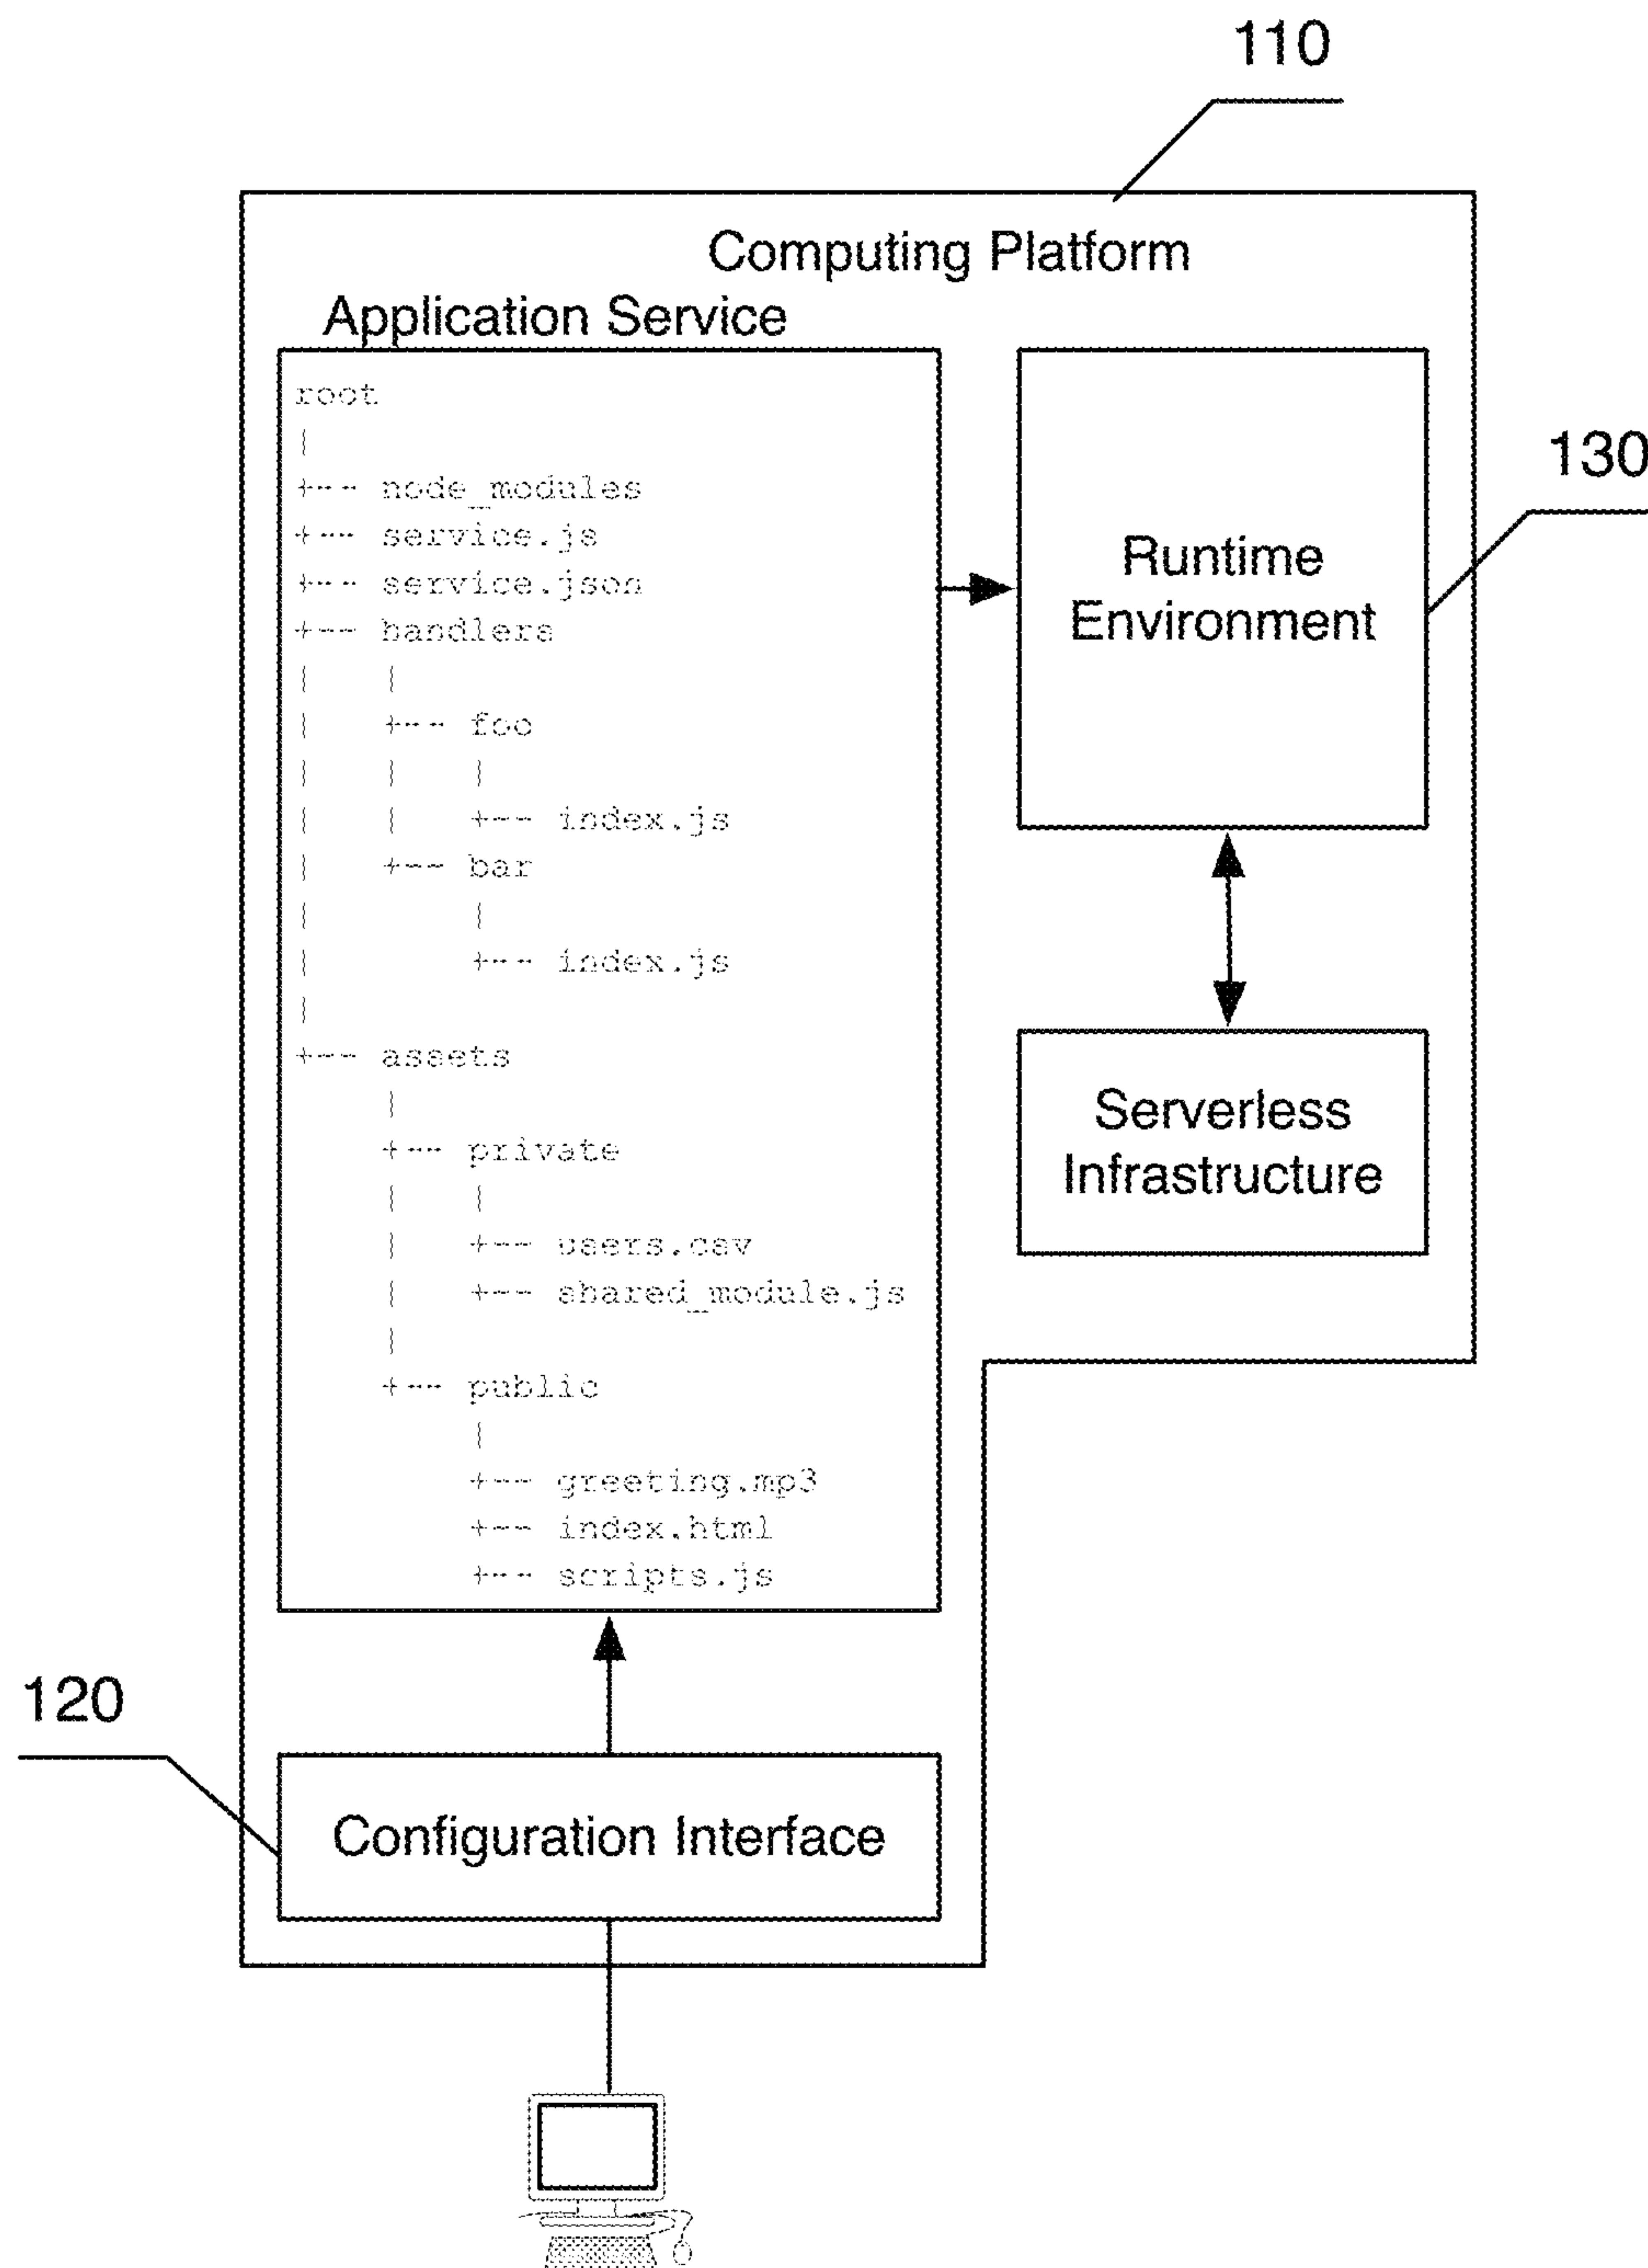 110
Computing Platform
Application Service
root
|
+-- node_modules
+-- service.js
+-- service.json
+-- handlers
|   |
|   +-- foo
|   |   |
|   |   +-- index.js
|   +-- bar
|       |
|       +-- index.js
|
+-- assets
    |
    +-- private
    |   |
    |   +-- users.csv
    |   +-- shared_module.js
    |
    +-- public
        |
        +-- greeting.mp3
        +-- index.html
        +-- scripts.js
130
Runtime
Environment
Serverless
Infrastructure
120
Configuration Interface